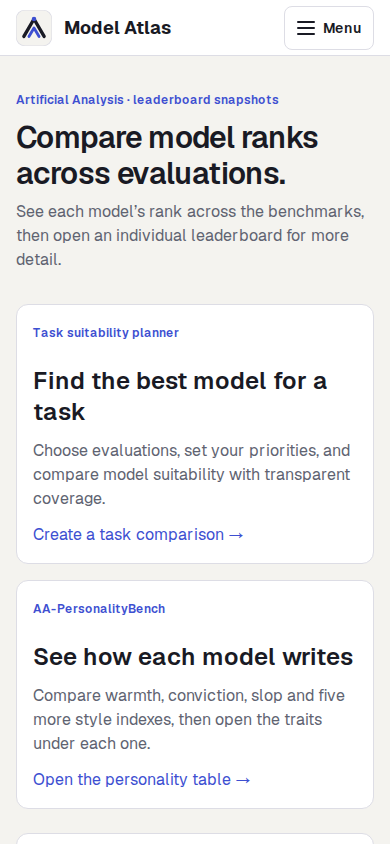 Model Atlas
Menu
Artificial Analysis · leaderboard snapshots
Compare model ranks
across evaluations.
See each model’s rank across the benchmarks,
then open an individual leaderboard for more
detail.
Task suitability planner
Find the best model for a
task
Choose evaluations, set your priorities, and
compare model suitability with transparent
coverage.
Create a task comparison →
AA-PersonalityBench
See how each model writes
Compare warmth, conviction, slop and five
more style indexes, then open the traits
under each one.
Open the personality table →